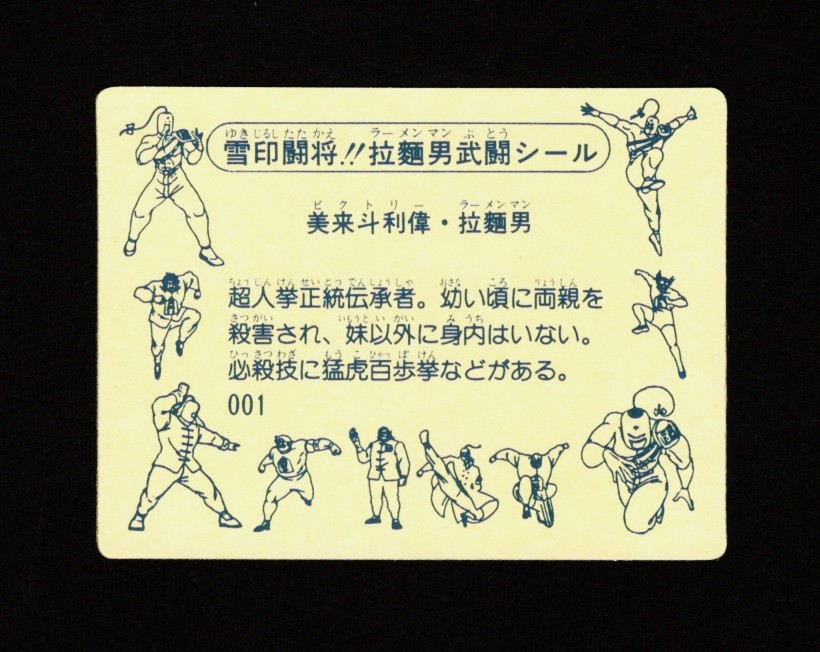 ゆきじるしたたかえ ラーメンマンぶとう
雪印闘将!!拉麵男武闘シール
ビクトリー ラーメンマン
美来斗利偉・拉麵男
ちょうじんけんせいとうでんしょうしゃ おさな ころ りょうしん
超人拳正統伝承者。幼い頃に両親を
さつがい いもうといがい みうち
殺害され、妹以外に身内はいない。
ひっさつわざ もうこひゃっぽけん
必殺技に猛虎百歩拳などがある。
001